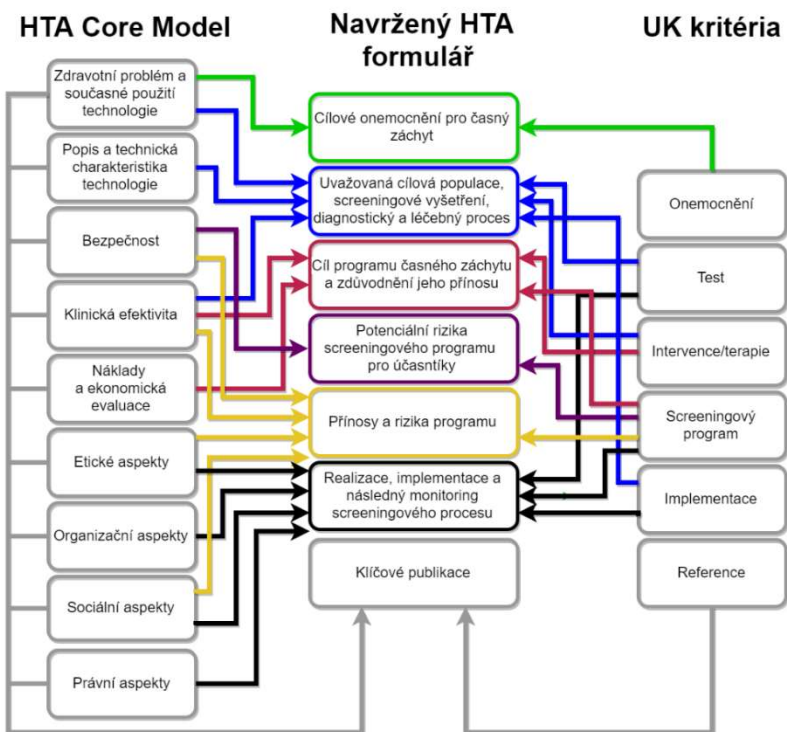 HTA Core Model
Navržený HTA
formulář
UK kritéria
Zdravotní problém a
současné použití
technologie
Popis a technická
charakteristika
technologie
Bezpečnost
Klinická efektivita
Náklady
a ekonomická
evaluace
Etické aspekty
Organizační aspekty
Sociální aspekty
Právní aspekty
Cílové onemocnění pro časný
záchyt
Uvažovaná cílová populace,
screeningové vyšetření,
diagnostický a léčebný proces
Cíl programu časného záchytu
a zdůvodnění jeho přínosu
Potenciální rizika
screeningového programu
pro účasntíky
Přínosy a rizika programu
Realizace, implementace a
následný monitoring
screeningového procesu
Klíčové publikace
Onemocnění
Test
Intervence/terapie
Screeningový
program
Implementace
Reference